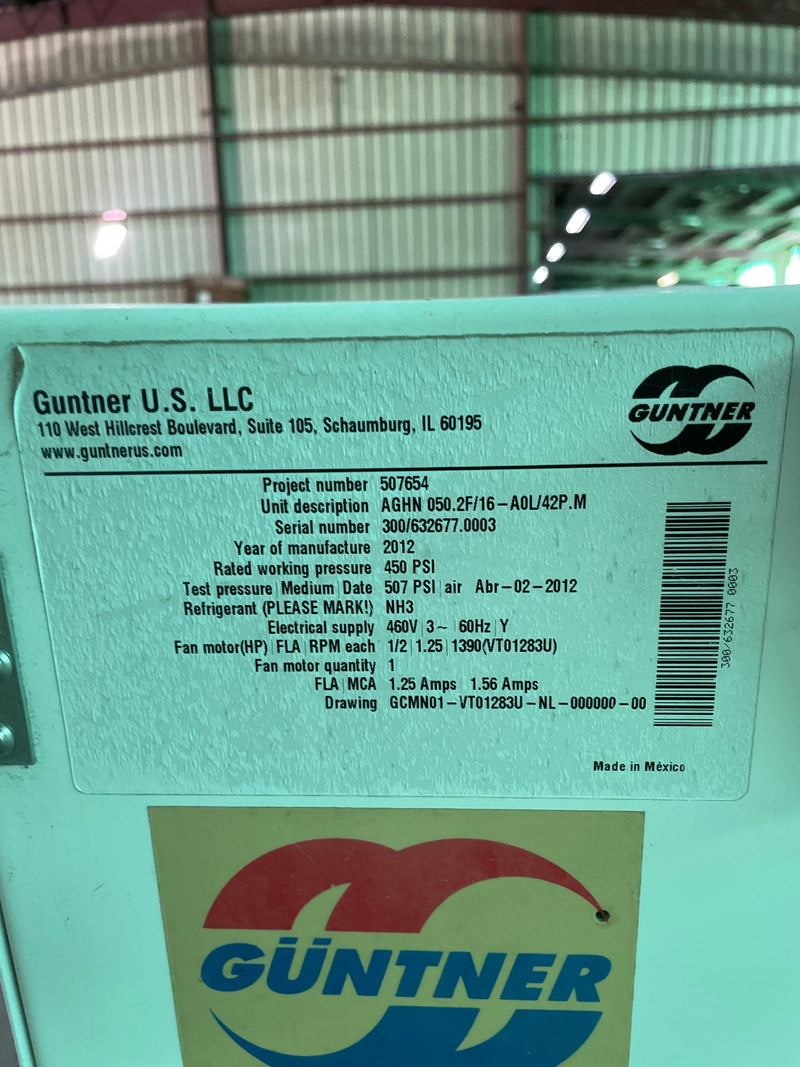 Guntner U.S. LLC
110 West Hillcrest Boulevard, Suite 105, Schaumburg, IL 60195
www.guntnerus.com
GUNTNER
Project number 507654
Unit description AGHN 050.2F/16-A0L/42P.M
Serial number 300/632677.0003
Year of manufacture 2012
Rated working pressure 450 PSI
Test pressure|Medium|Date 507 PSI|air Abr-02-2012
Refrigerant (PLEASE MARK!) NH3
Electrical supply 460V|3~|60Hz|Y
Fan motor(HP)|FLA|RPM each 1/2|1.25|1390(VT01283U)
Fan motor quantity 1
FLA|MCA 1.25 Amps 1.56 Amps
Drawing GCMN01-VT01283U-NL-000000-00
300/632677 0003
Made in México
GÜNTNER